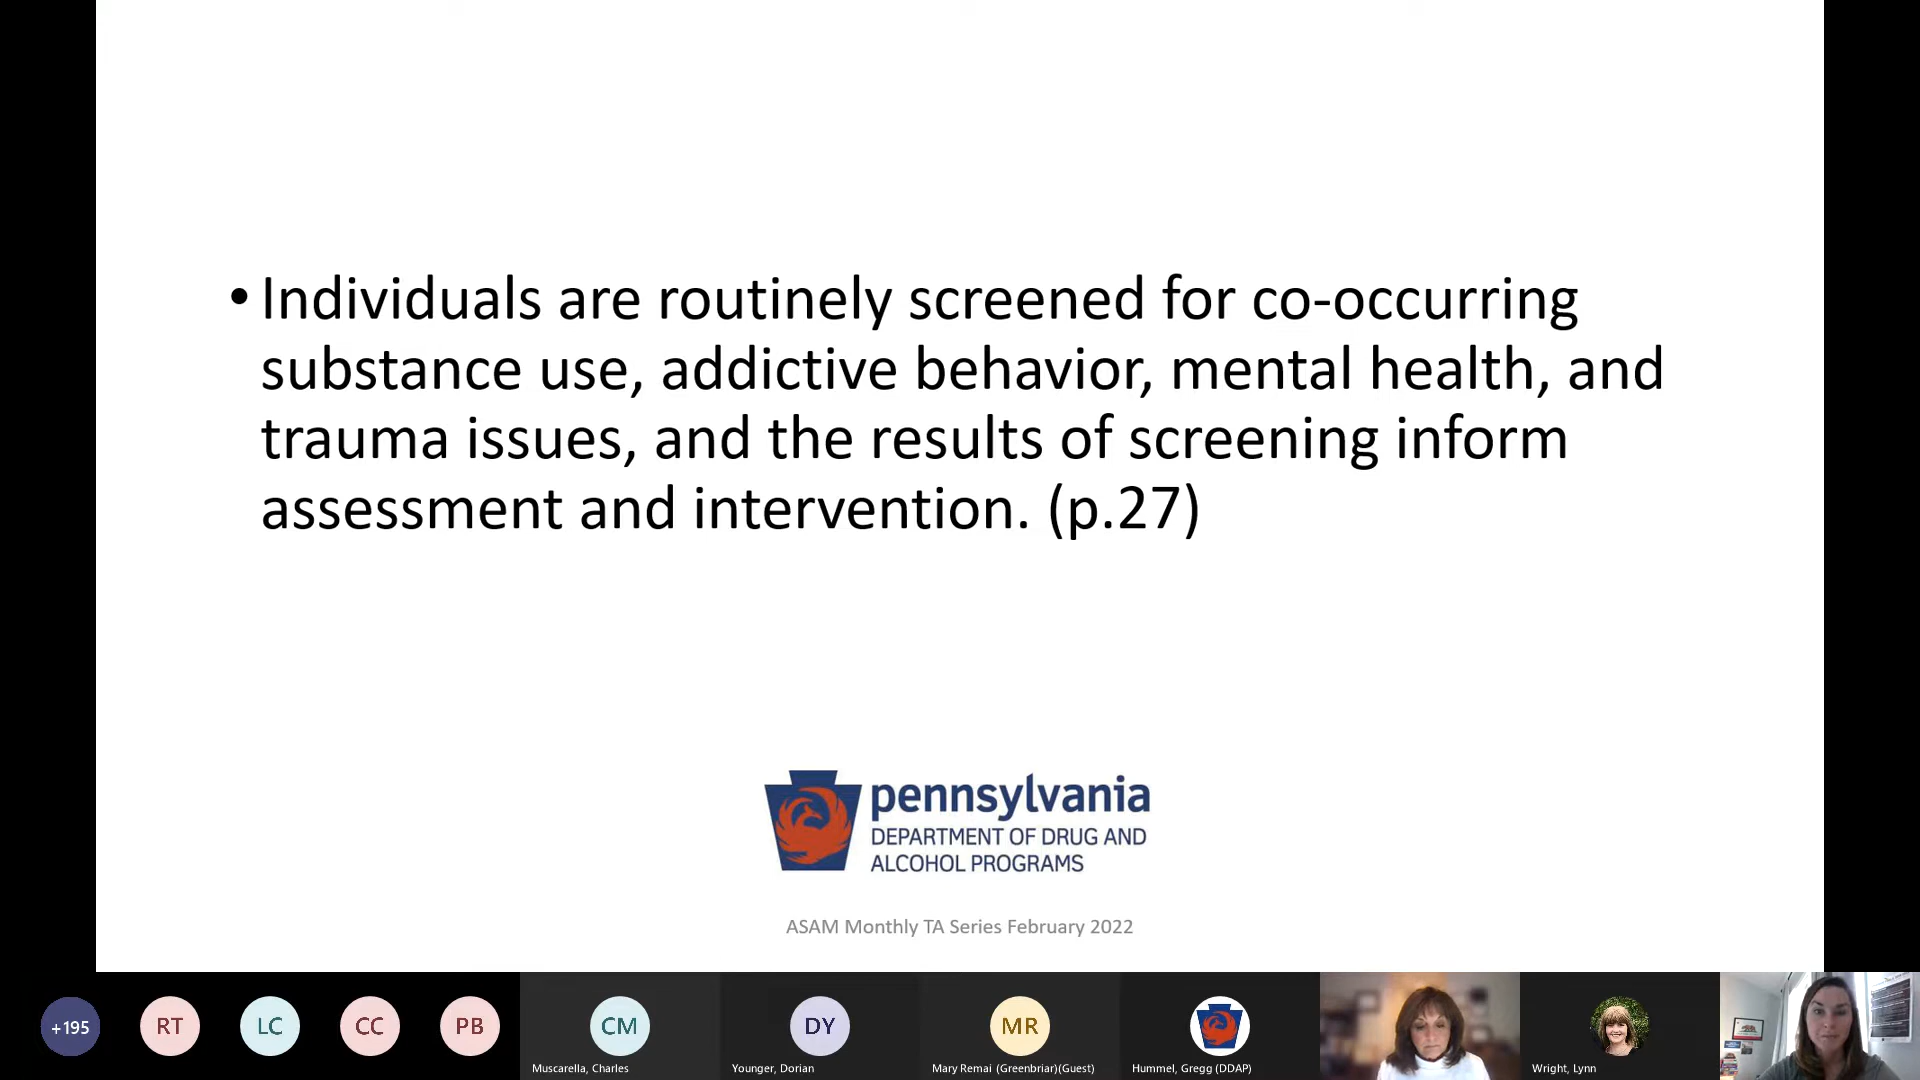 • Individuals are routinely screened for co-occurring
substance use, addictive behavior, mental health, and
trauma issues, and the results of screening inform
assessment and intervention. (p.27)
pennsylvania
DEPARTMENT OF DRUG AND
ALCOHOL PROGRAMS
ASAM Monthly TA Series February 2022
+195
RT
LC
CC
PB
CM
DY
MR
Muscarella, Charles
Younger, Dorian
Mary Remai (Greenbriar)(Guest)
Hummel, Gregg (DDAP)
Wright, Lynn